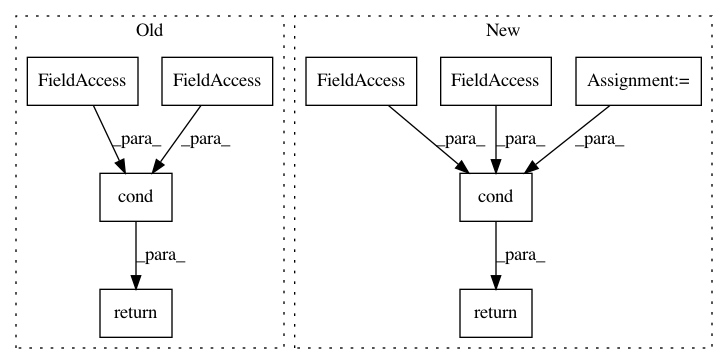 Old
New
FieldAccess
FieldAccess
FieldAccess
FieldAccess
Assignment:=
_para_
_para_
_para_
_para_
_para_
cond
cond
_para_
_para_
return
return